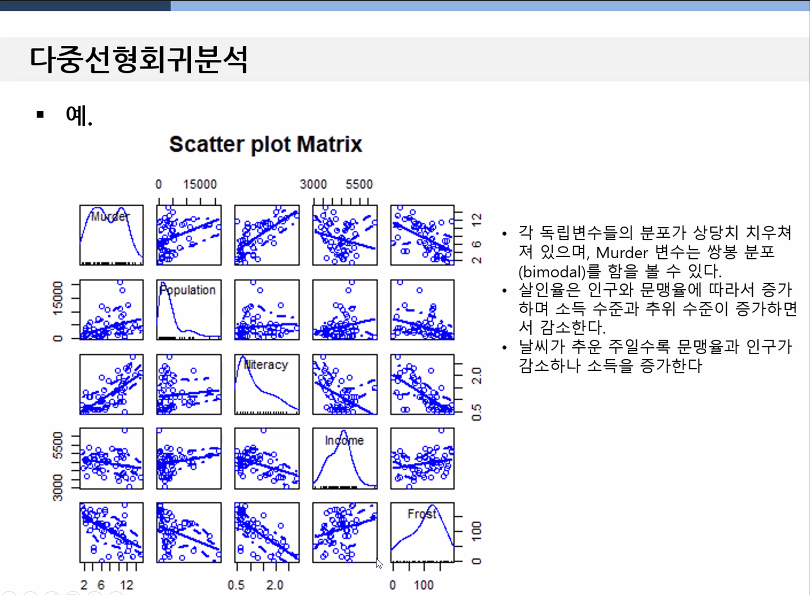 다중선형회귀분석
▪ 예.
Scatter plot Matrix
0 15000
3000 5500
Murder
2 6 12
Population
0 15000
Illiteracy
0.5 2.0
Income
3000 5500
Frost
0 100
2 6 12
0.5 2.0
0 100
• 각 독립변수들의 분포가 상당치 치우쳐
져 있으며, Murder 변수는 쌍봉 분포
(bimodal)를 함을 볼 수 있다.
• 살인율은 인구와 문맹율에 따라서 증가
하며 소득 수준과 추위 수준이 증가하면
서 감소한다.
• 날씨가 추운 주일수록 문맹율과 인구가
감소하나 소득을 증가한다